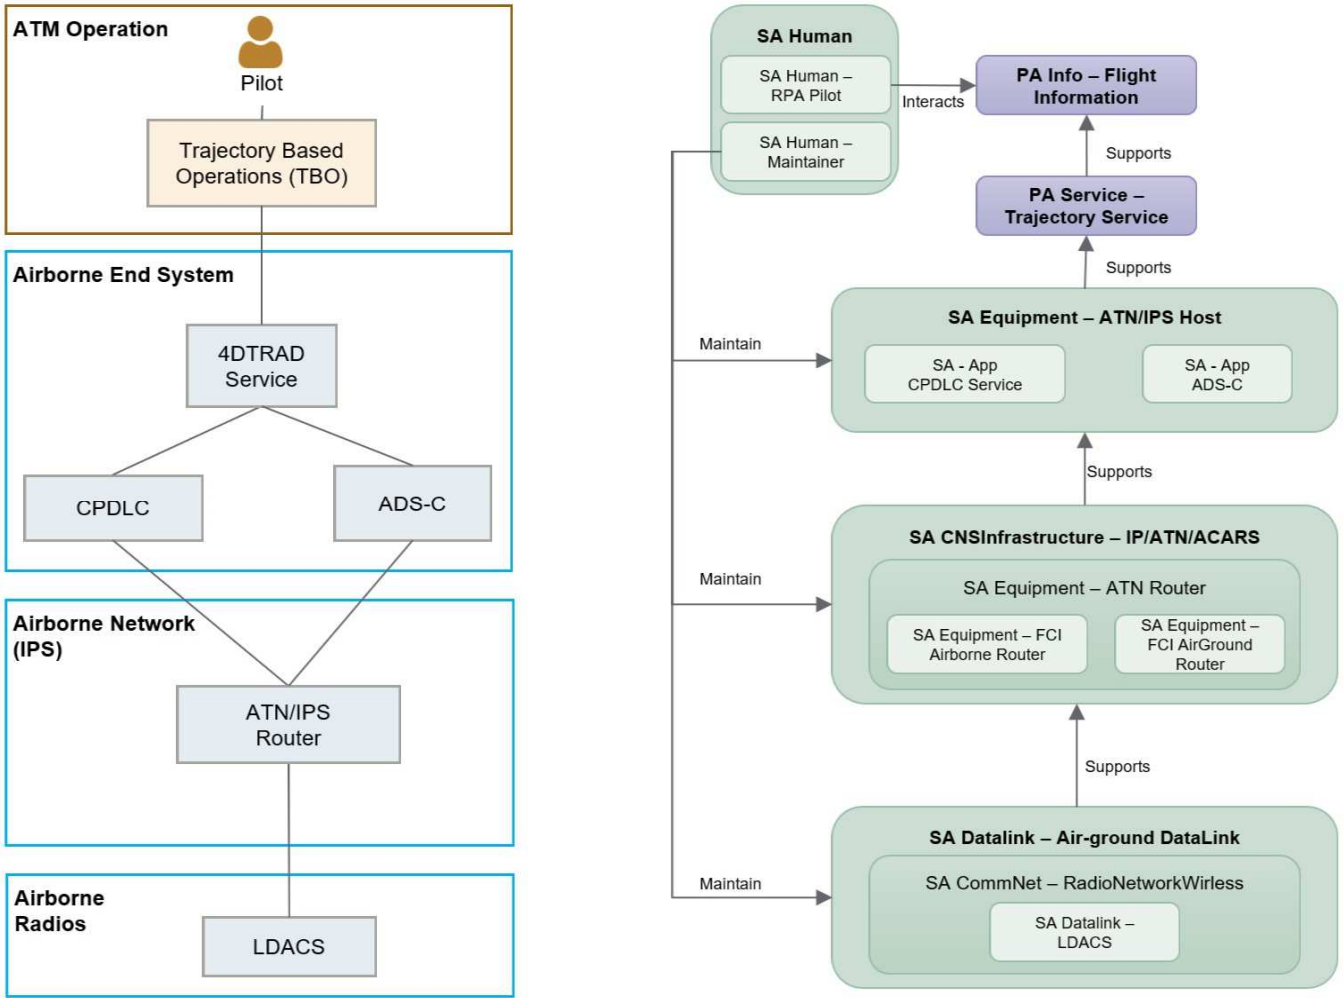 ATM Operation
Pilot
Trajectory Based
Operations (TBO)
Airborne End System
4DTRAD
Service
CPDLC
ADS-C
Airborne Network
(IPS)
ATN/IPS
Router
Airborne
Radios
LDACS
SA Human
SA Human –
RPA Pilot
SA Human –
Maintainer
Interacts
PA Info – Flight
Information
Supports
PA Service –
Trajectory Service
Supports
Maintain
SA Equipment – ATN/IPS Host
SA - App
CPDLC Service
SA - App
ADS-C
Supports
Maintain
SA CNSInfrastructure – IP/ATN/ACARS
SA Equipment – ATN Router
SA Equipment – FCI
Airborne Router
SA Equipment –
FCI AirGround
Router
Supports
Maintain
SA Datalink – Air-ground DataLink
SA CommNet – RadioNetworkWirless
SA Datalink –
LDACS